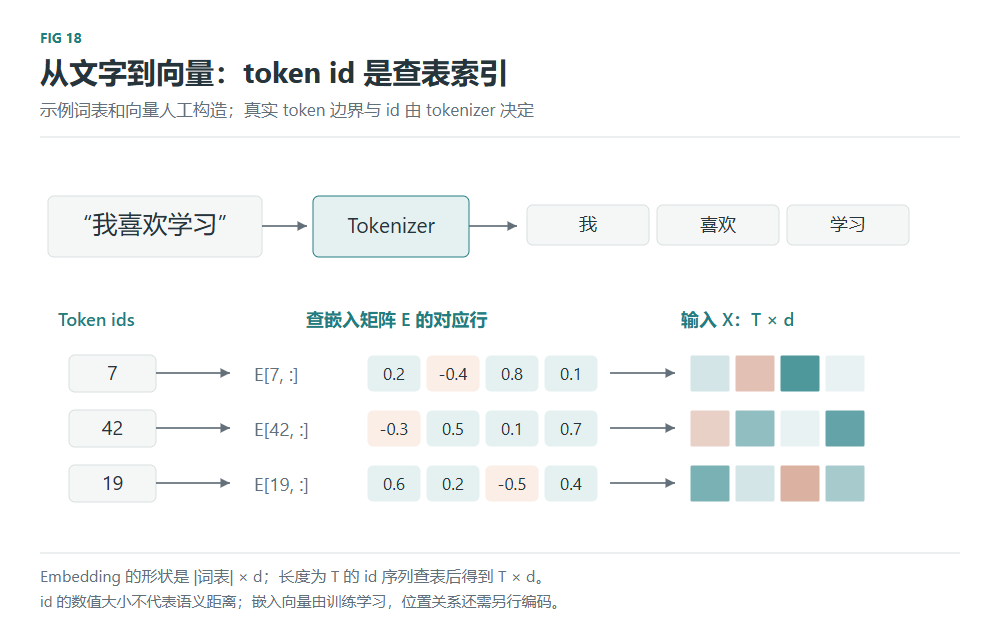 FIG 18
从文字到向量：token id 是查表索引
示例词表和向量人工构造；真实 token 边界与 id 由 tokenizer 决定
“我喜欢学习” Tokenizer 我 喜欢 学习
Token ids 查嵌入矩阵 E 的对应行 输入 X：T × d
7 E[7, :] 0.2 -0.4 0.8 0.1
42 E[42, :] -0.3 0.5 0.1 0.7
19 E[19, :] 0.6 0.2 -0.5 0.4
Embedding 的形状是 |词表| × d；长度为 T 的 id 序列查表后得到 T × d。
id 的数值大小不代表语义距离；嵌入向量由训练学习，位置关系还需另行编码。